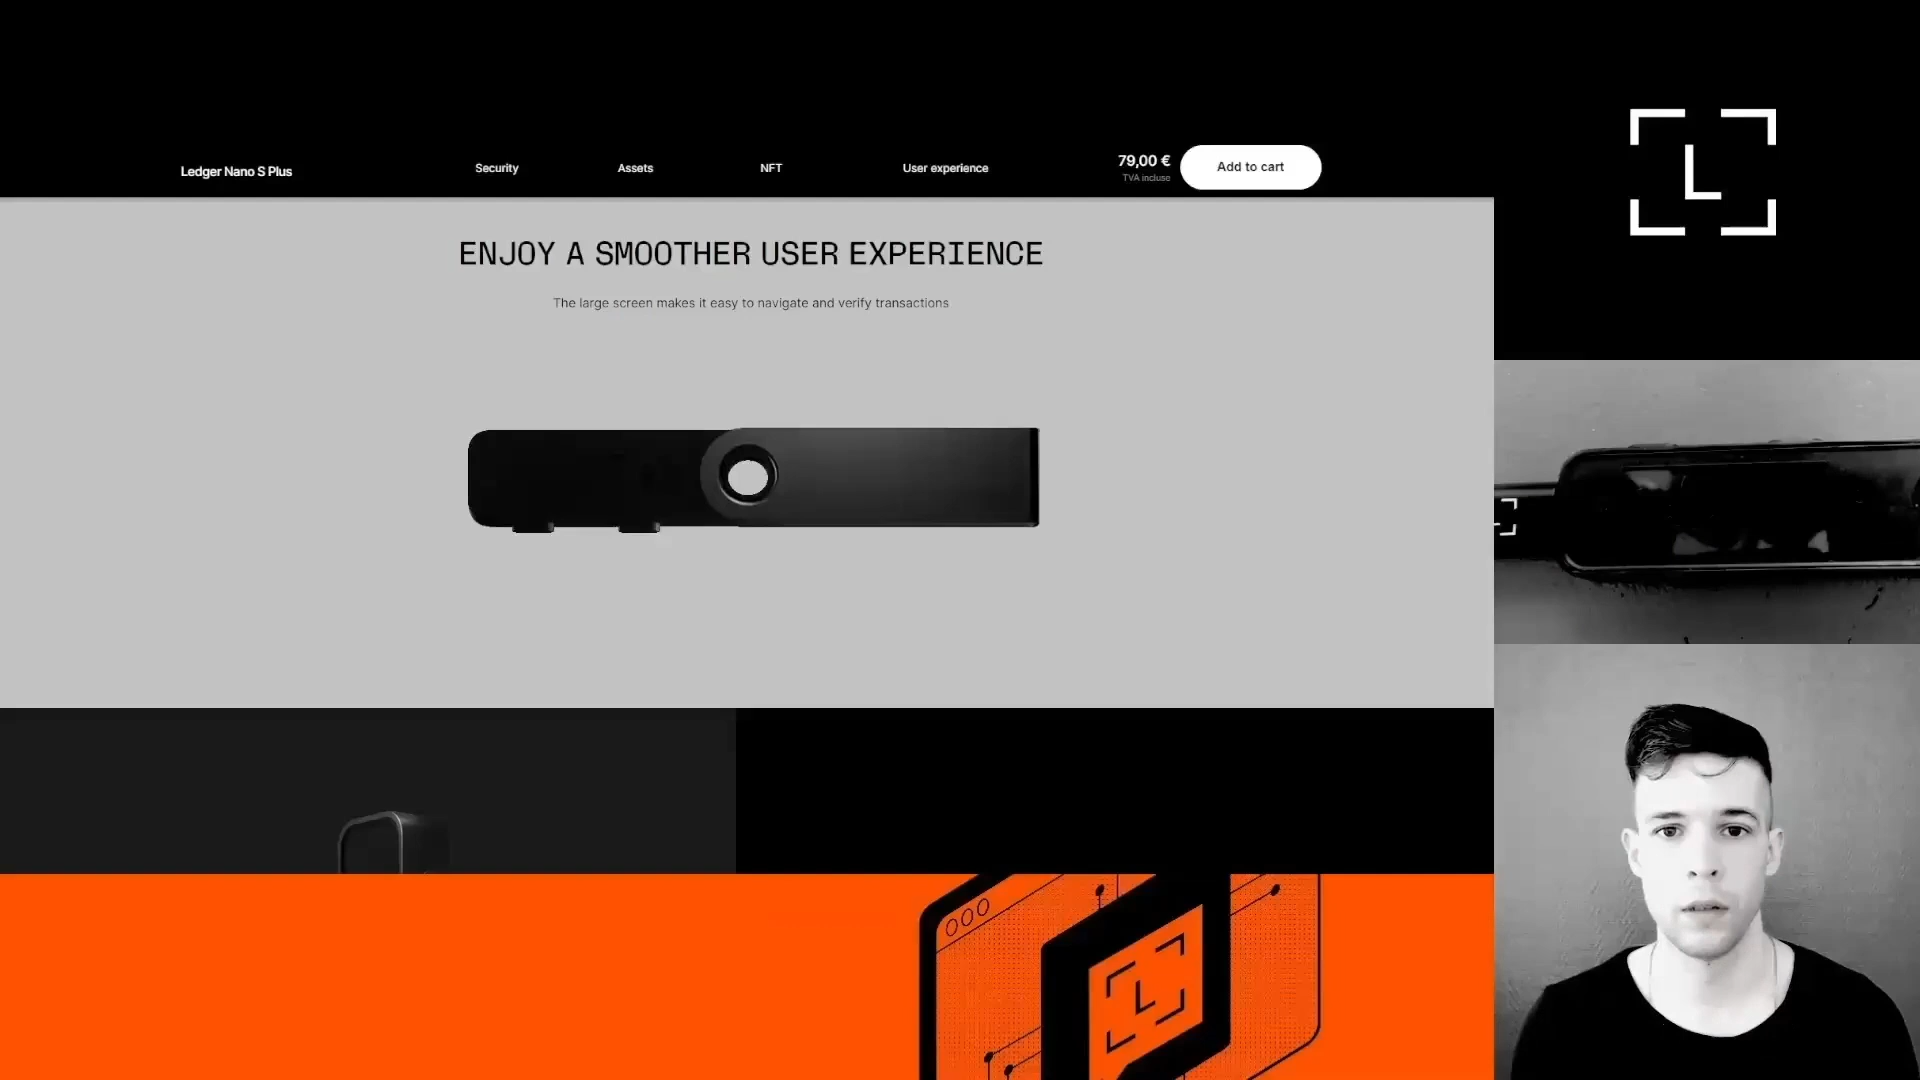 Ledger Nano S Plus
Security
Assets
NFT
User experience
79,00 €
TVA incluse
Add to cart
ENJOY A SMOOTHER USER EXPERIENCE
The large screen makes it easy to navigate and verify transactions
L
L